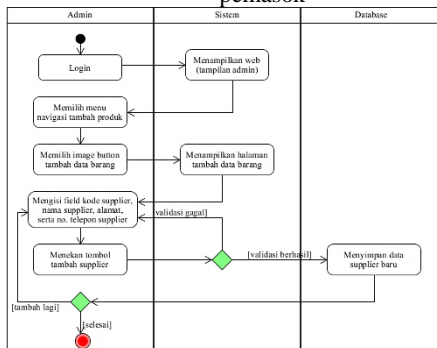 pemasok
Admin
Sistem
Database
Login
Menampilkan web
(tampilan admin)
Memilih menu
navigasi tambah produk
Memilih image button
tambah data barang
Menampilkan halaman
tambah data barang
Mengisi field kode supplier,
nama supplier, alamat,
serta no. telepon supplier
validasi gagal]
Menekan tombol
tambah supplier
[validasi berhasil]
Menyimpan data
supplier baru
[tambah lagi]
[selesai]